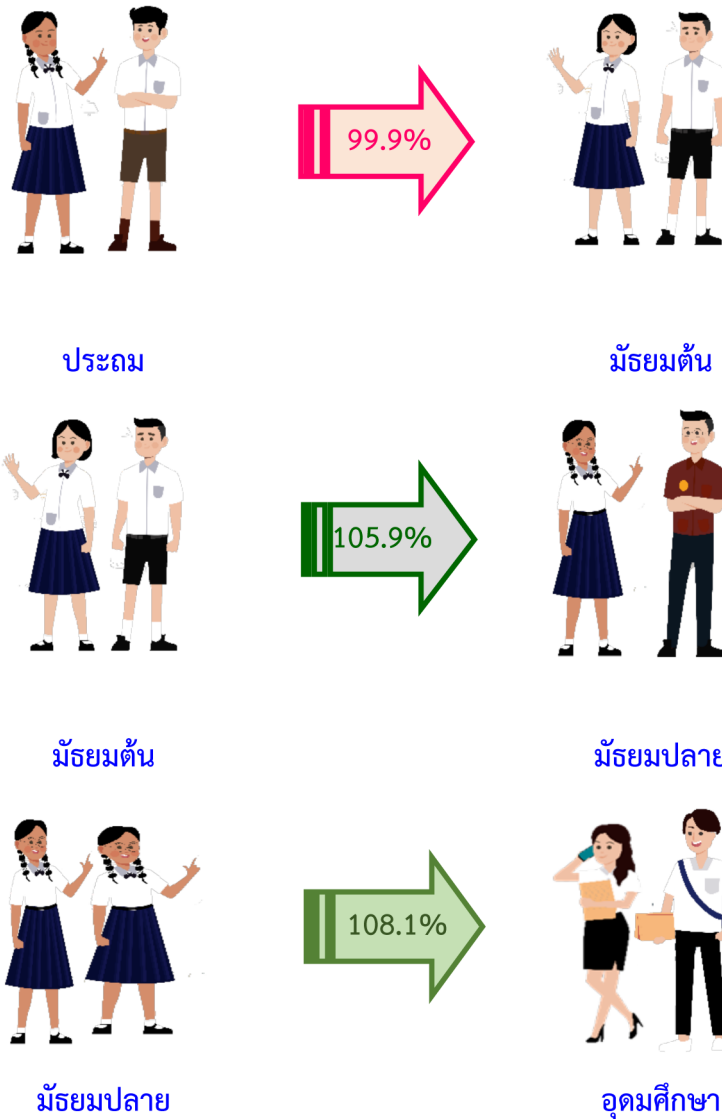 99.9%
ประถม
มัธยมต้น
105.9%
มัธยมต้น
มัธยมปลาย
108.1%
มัธยมปลาย
อุดมศึกษา